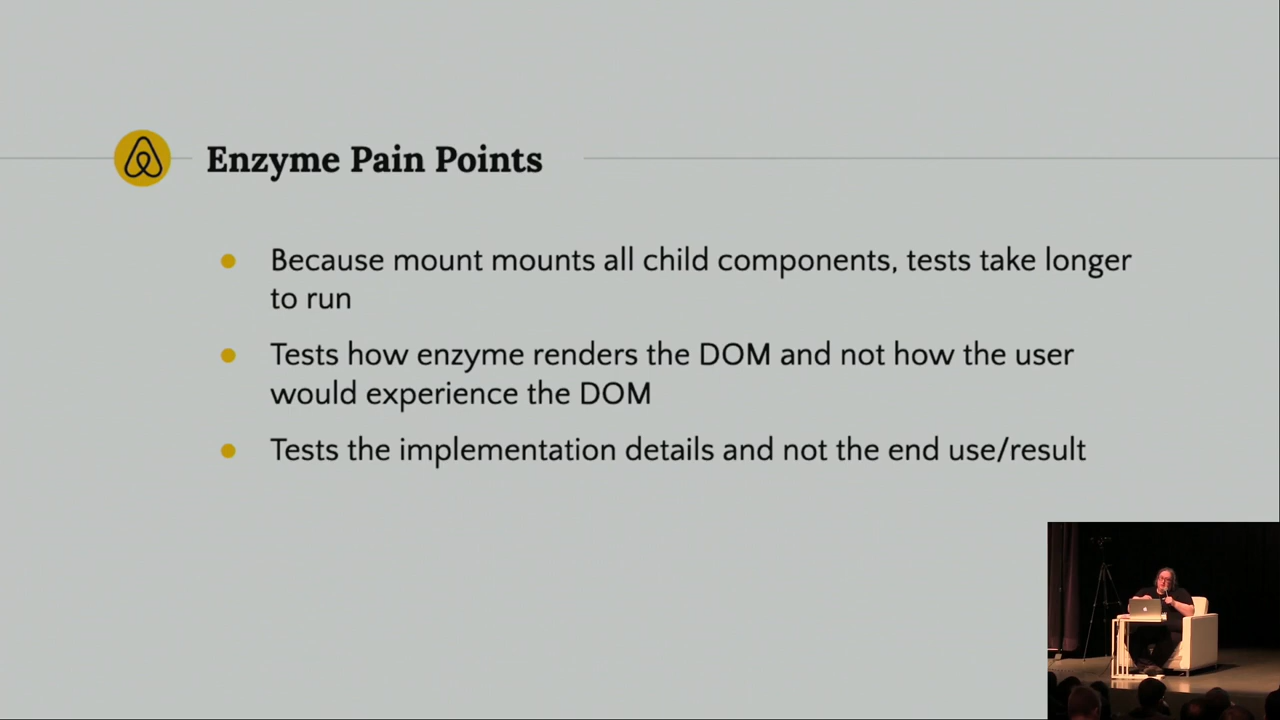 Enzyme Pain Points
Because mount mounts all child components, tests take longer
to run
Tests how enzyme renders the DOM and not how the user
would experience the DOM
Tests the implementation details and not the end use/result